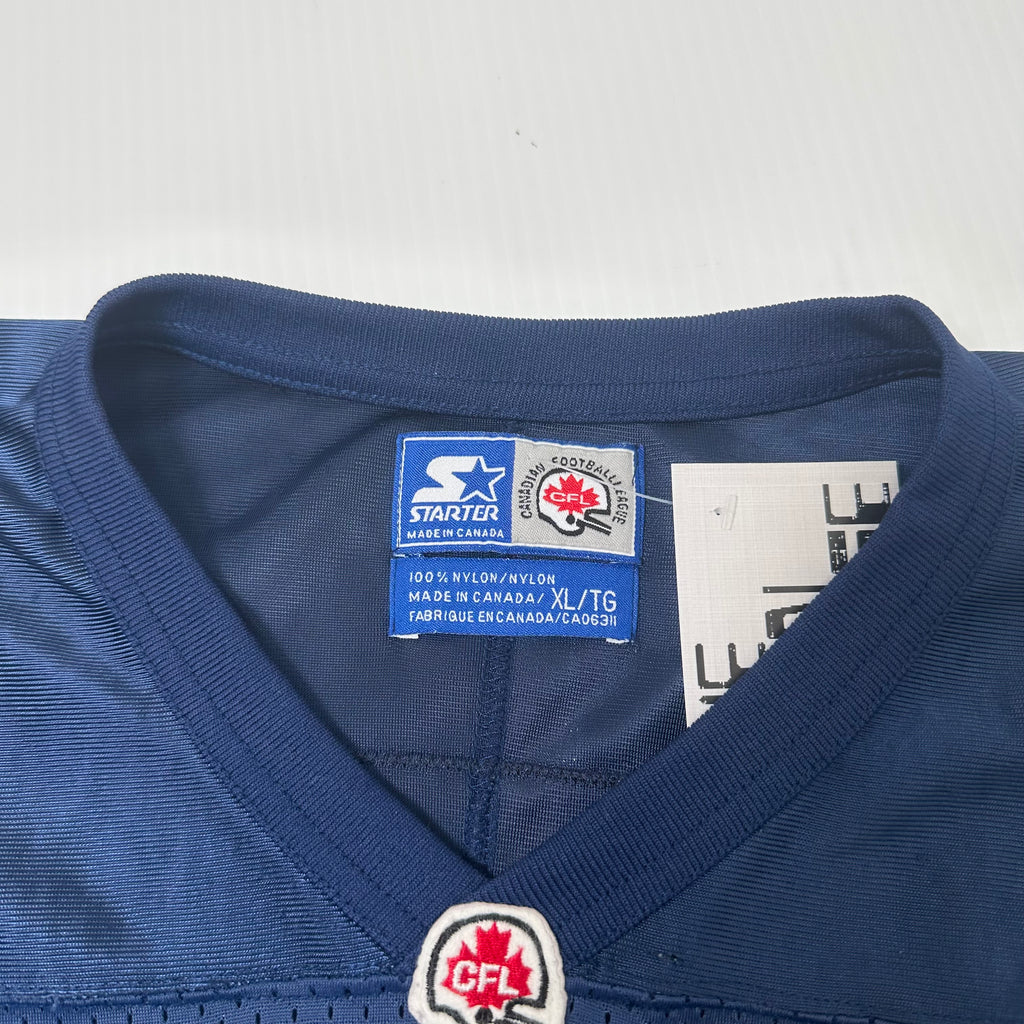 STARTER
MADE IN CANADA
CANADIAN FOOTBALL LEAGUE
CFL
100% NYLON/NYLON
MADE IN CANADA/ XL/TG
FABRIQUE EN CANADA/CA06311
CFL